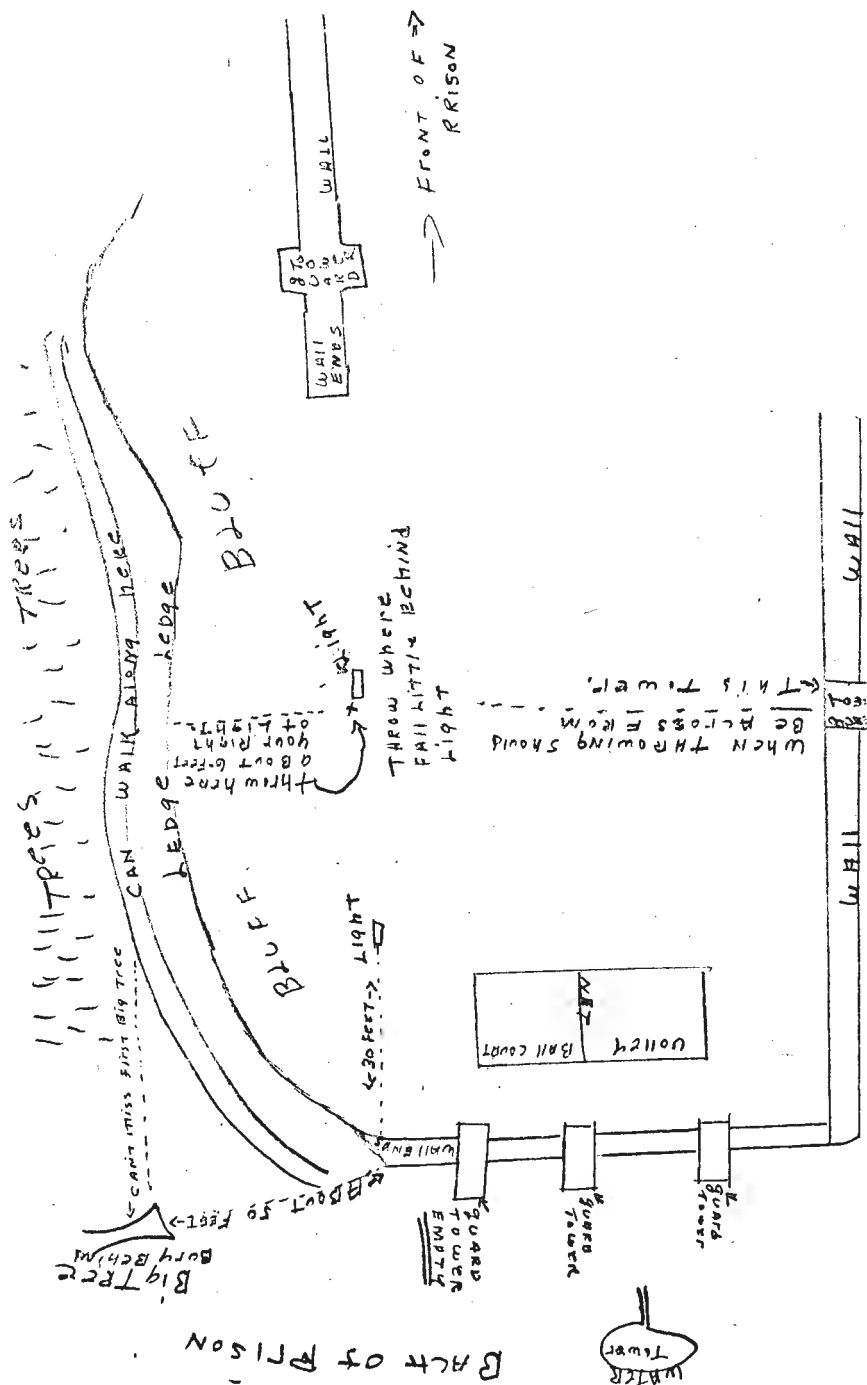 TREES
TREES
CAN WALK ALONG HERE
LEDGE
LEDGE
BLUFF
BLUFF
CAN'T MISS FIRST BIG TREE
BIG TREE
BURY BEHIND
ABOUT 50 FEET
30 FEET
LIGHT
LIGHT
throw here
ABOUT 6-FEET
YOUR RIGHT
OF LIGHT
THROW WHERE
FALL LITTLE BEHIND
LIGHT
WHEN THROWING SHOULD
BE ACROSS FROM
THIS TOWER.
WALL
ENDS
WALL
FRONT OF
PRISON
WALL ENDS
GUARD
TOWER
EMPTY
GUARD
TOWER
GUARD
TOWER
VOLLEY
BALL COURT
NET
WALL
WALL
BACK OF PRISON
WATER
TOWER